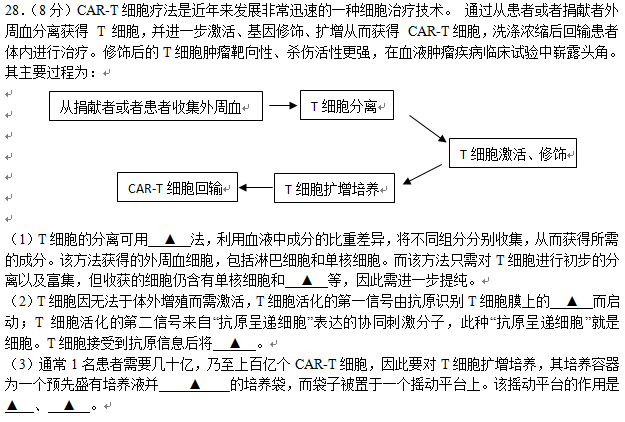 28.（8分）CAR-T细胞疗法是近年来发展非常迅速的一种细胞治疗技术。 通过从患者或者捐献者外
周血分离获得 T 细胞，并进一步激活、基因修饰、扩增从而获得 CAR-T细胞，洗涤浓缩后回输患者
体内进行治疗。修饰后的T细胞肿瘤靶向性、杀伤活性更强，在血液肿瘤疾病临床试验中崭露头角。
其主要过程为：
从捐献者或者患者收集外周血
T 细胞分离
T 细胞激活、修饰
CAR-T细胞回输
T 细胞扩增培养
（1）T细胞的分离可用 ▲ 法，利用血液中成分的比重差异，将不同组分分别收集，从而获得所需
的成分。该方法获得的外周血细胞，包括淋巴细胞和单核细胞。而该方法只需对T细胞进行初步的分
离以及富集，但收获的细胞仍含有单核细胞和 ▲ 等，因此需进一步提纯。
（2）T细胞因无法于体外增殖而需激活，T细胞活化的第一信号由抗原识别T细胞膜上的 ▲ 而启
动；T 细胞活化的第二信号来自“抗原呈递细胞”表达的协同刺激分子，此种“抗原呈递细胞”就是
细胞。T细胞接受到抗原信息后将 ▲ 。
（3）通常1名患者需要几十亿，乃至上百亿个CAR-T细胞，因此要对T细胞扩增培养，其培养容器
为一个预先盛有培养液并 ▲ 的培养袋，而袋子被置于一个摇动平台上。该摇动平台的作用是
▲ 、 ▲ 。